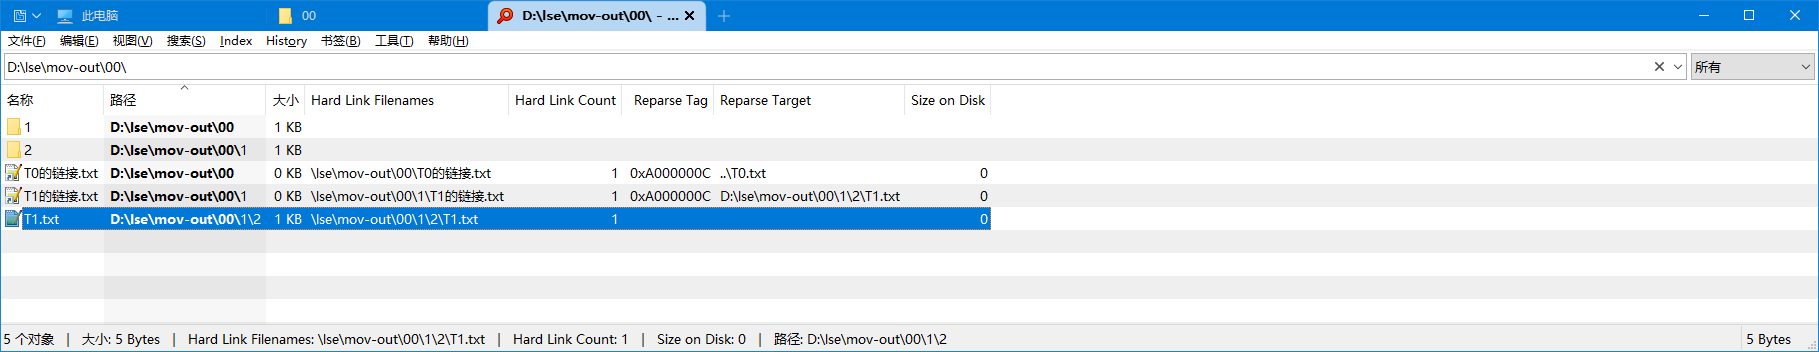 此电脑 00 D:\lse\mov-out\00\ - ...
文件(F) 编辑(E) 视图(V) 搜索(S) Index History 书签(B) 工具(T) 帮助(H)
D:\lse\mov-out\00\ 所有
名称 路径 大小 Hard Link Filenames Hard Link Count Reparse Tag Reparse Target Size on Disk
1 D:\lse\mov-out\00 1 KB
2 D:\lse\mov-out\00\1 1 KB
T0的链接.txt D:\lse\mov-out\00 0 KB \lse\mov-out\00\T0的链接.txt 1 0xA000000C ..\T0.txt 0
T1的链接.txt D:\lse\mov-out\00\1 0 KB \lse\mov-out\00\1\T1的链接.txt 1 0xA000000C D:\lse\mov-out\00\1\2\T1.txt 0
T1.txt D:\lse\mov-out\00\1\2 1 KB \lse\mov-out\00\1\2\T1.txt 1 0
5 个对象 | 大小: 5 Bytes | Hard Link Filenames: \lse\mov-out\00\1\2\T1.txt | Hard Link Count: 1 | Size on Disk: 0 | 路径: D:\lse\mov-out\00\1\2 5 Bytes